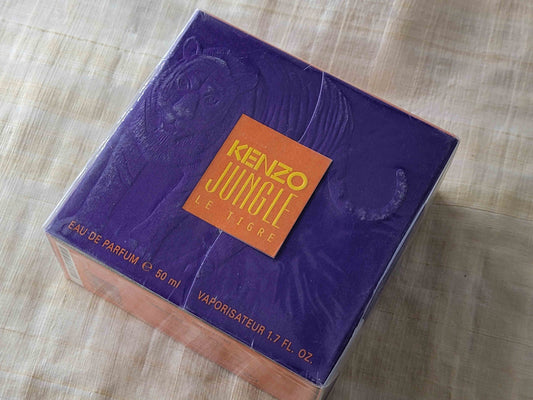 KENZO
JUNGLE
LE TIGRE
EAU DE PARFUM ℮ 50 ml VAPORISATEUR 1.7 FL. OZ.